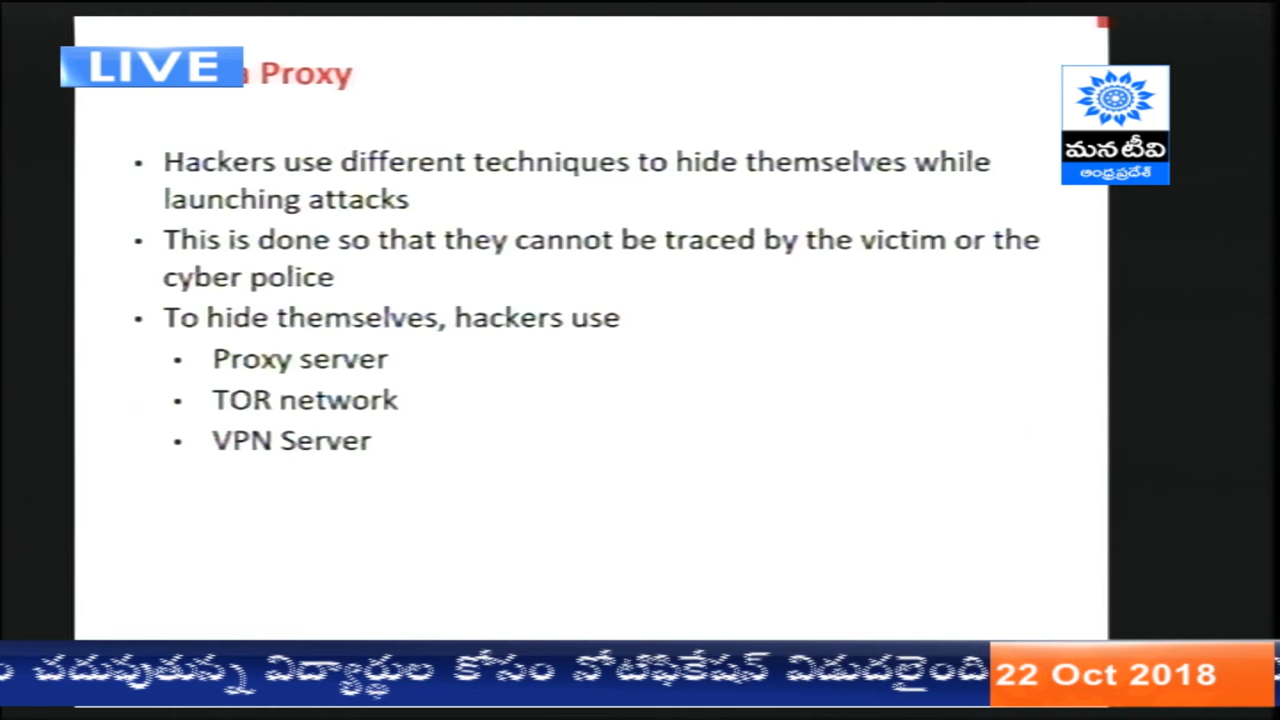 LIVE
Proxy
• Hackers use different techniques to hide themselves while
launching attacks
• This is done so that they cannot be traced by the victim or the
cyber police
• To hide themselves, hackers use
• Proxy server
• TOR network
• VPN Server
మన టీవి
ఆంధ్రప్రదేశ్
చదువుతున్న విద్యార్థుల కోసం నోటిఫికేషన్ విడుదలైంది
22 Oct 2018